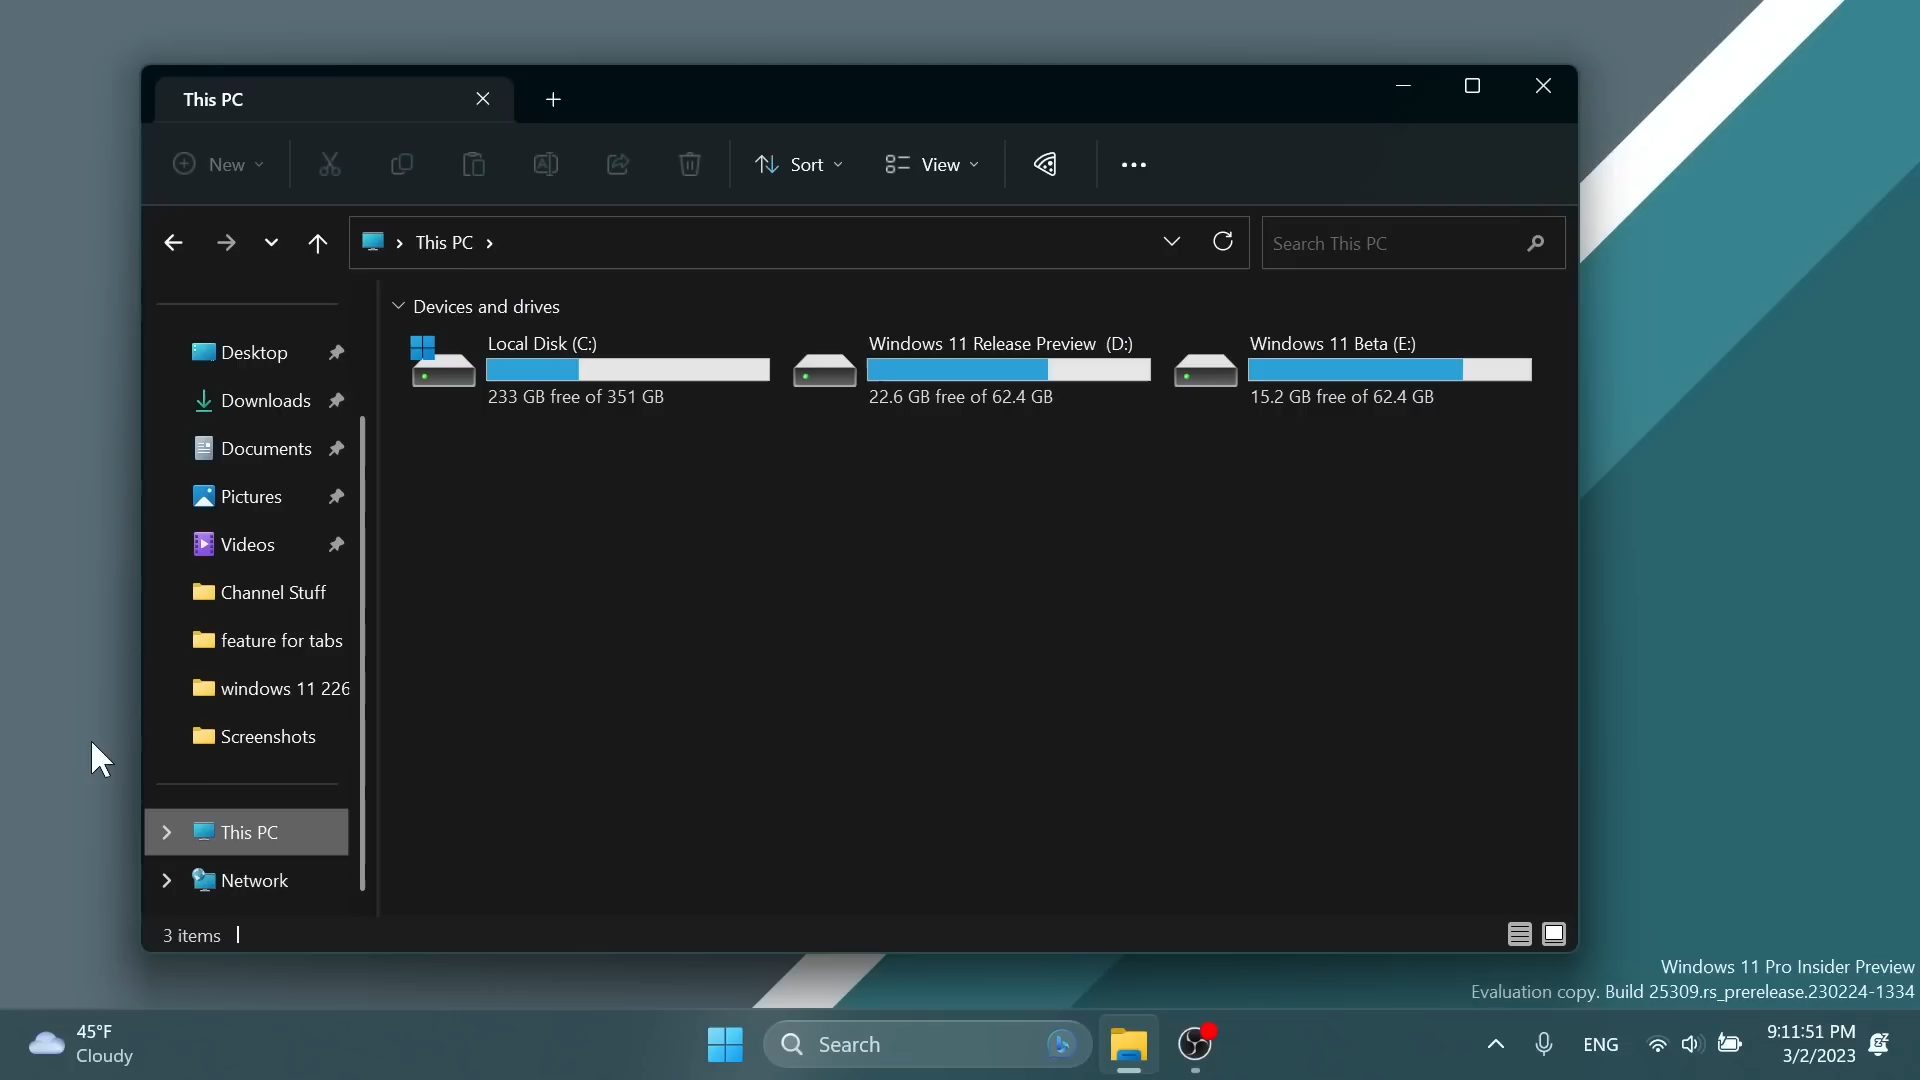 This PC
New
Sort
View
This PC
Search This PC
Devices and drives
Local Disk (C:)
233 GB free of 351 GB
Windows 11 Release Preview (D:)
22.6 GB free of 62.4 GB
Windows 11 Beta (E:)
15.2 GB free of 62.4 GB
Desktop
Downloads
Documents
Pictures
Videos
Channel Stuff
feature for tabs
windows 11 226
Screenshots
This PC
Network
3 items
Windows 11 Pro Insider Preview
Evaluation copy. Build 25309.rs_prerelease.230224-1334
45°F
Cloudy
Search
ENG
9:11:51 PM
3/2/2023